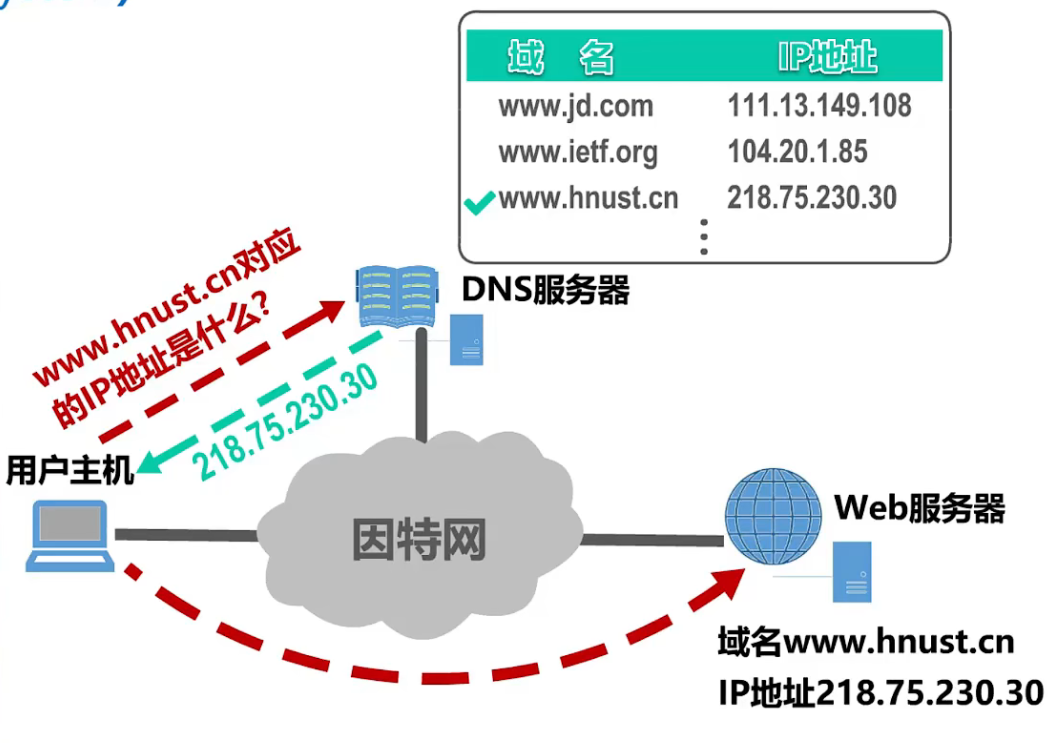 域 名 IP地址
www.jd.com 111.13.149.108
www.ietf.org 104.20.1.85
www.hnust.cn 218.75.230.30
www.hnust.cn对应
的IP地址是什么?
DNS服务器
218.75.230.30
用户主机
因特网
Web服务器
域名www.hnust.cn
IP地址218.75.230.30